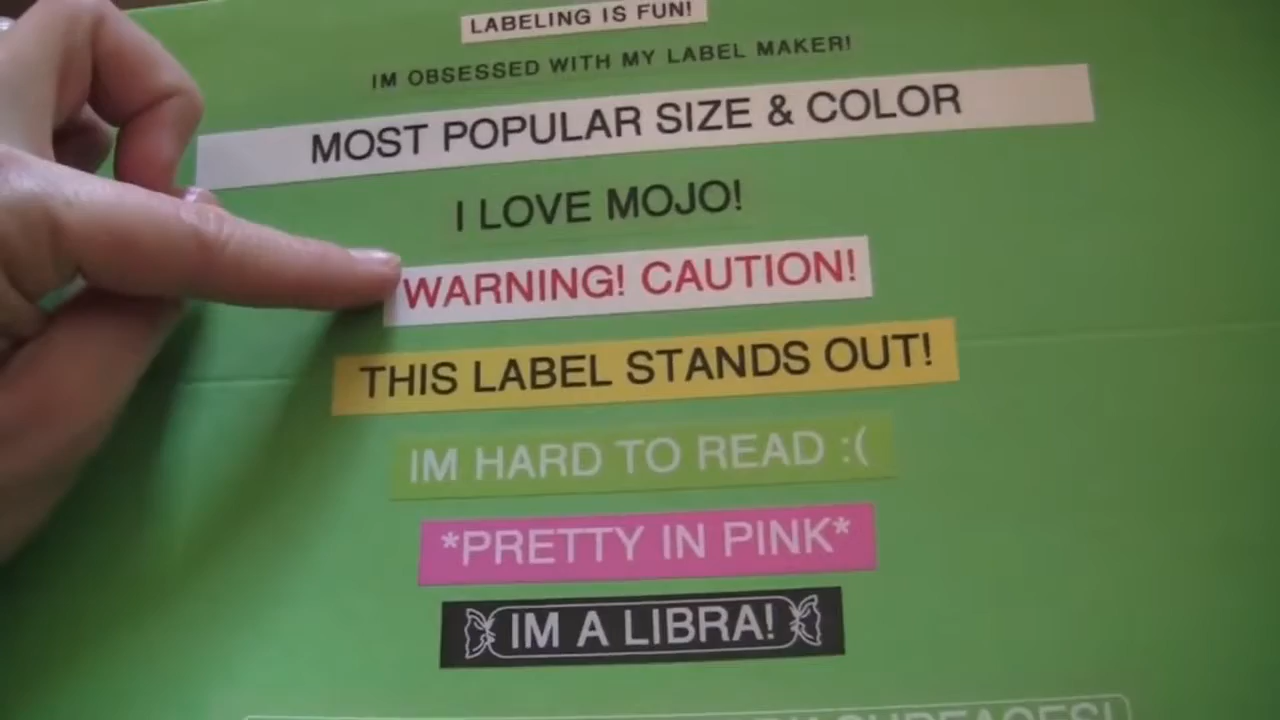 LABELING IS FUN!
IM OBSESSED WITH MY LABEL MAKER!
MOST POPULAR SIZE & COLOR
I LOVE MOJO!
WARNING! CAUTION!
THIS LABEL STANDS OUT!
IM HARD TO READ :(
*PRETTY IN PINK*
IM A LIBRA!
SURFACES!